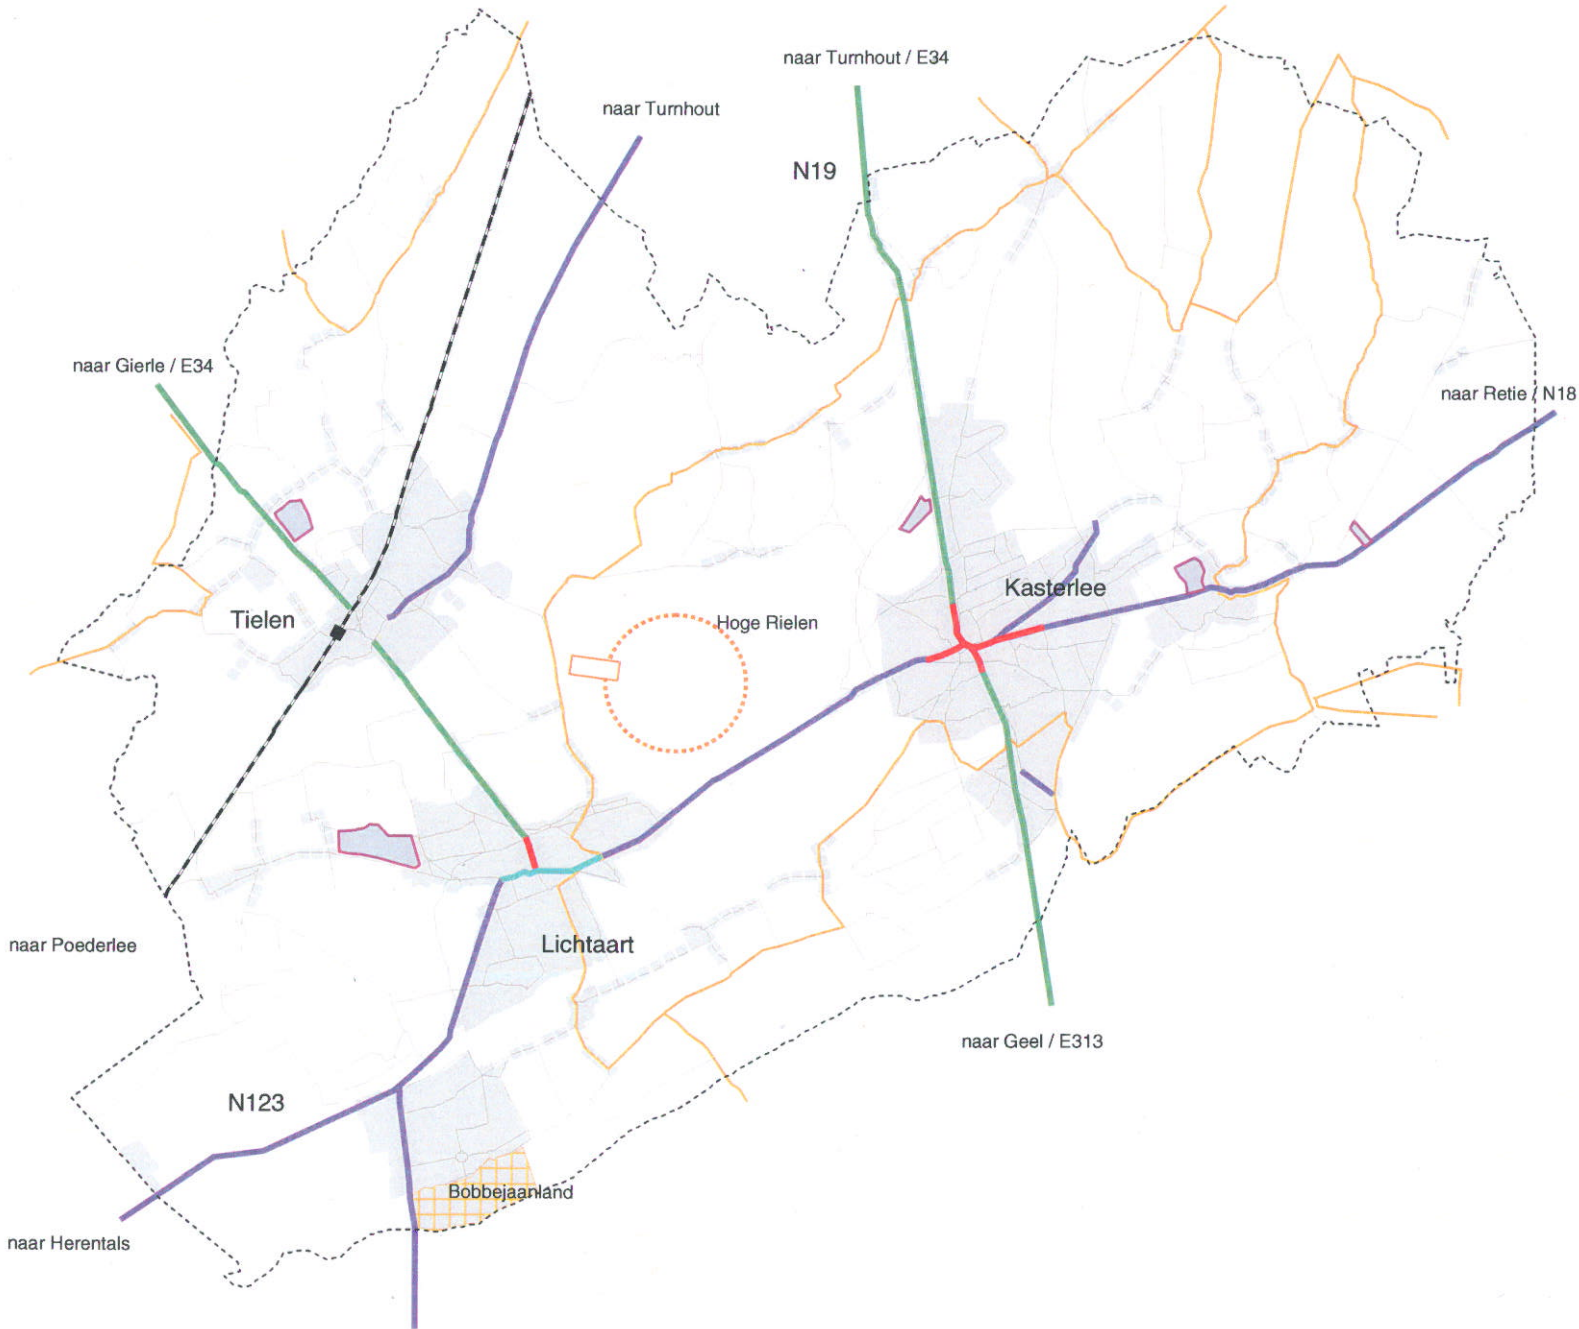 naar Turnhout / E34
naar Turnhout
N19
naar Gierle / E34
naar Retie / N18
Kasterlee
Tielen
Hoge Rielen
naar Poederlee
Lichtaart
naar Geel / E313
N123
Bobbejaanland
naar Herentals